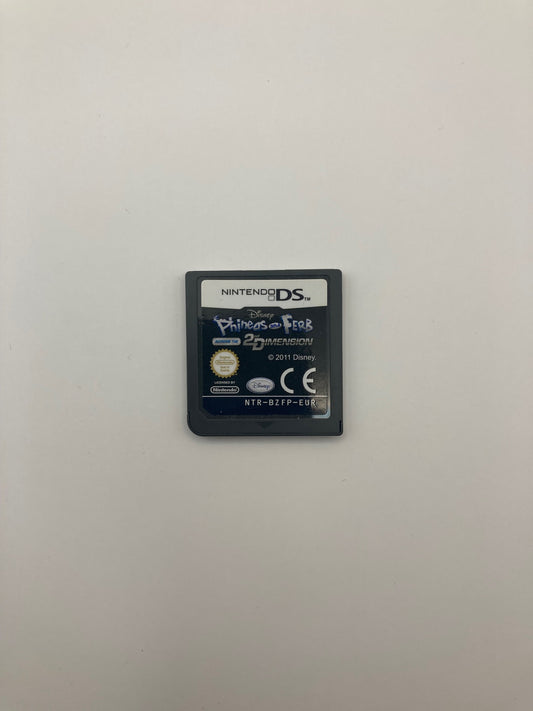 NINTENDO DS™
Disney
Phineas and FERB
ACROSS THE 2ND DIMENSION
© 2011 Disney.
LICENSED BY
Nintendo
Disney
CE
NTR-BZFP-EUR